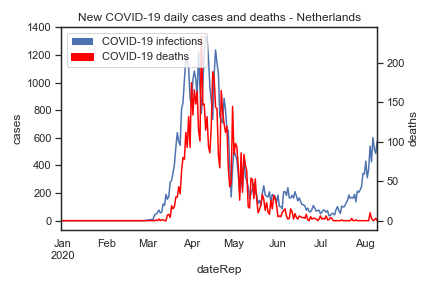 New COVID-19 daily cases and deaths - Netherlands
COVID-19 infections
COVID-19 deaths
1400
1200
1000
800
600
400
200
0
cases
200
150
100
50
0
deaths
Jan Feb Mar Apr May Jun Jul Aug
2020
dateRep